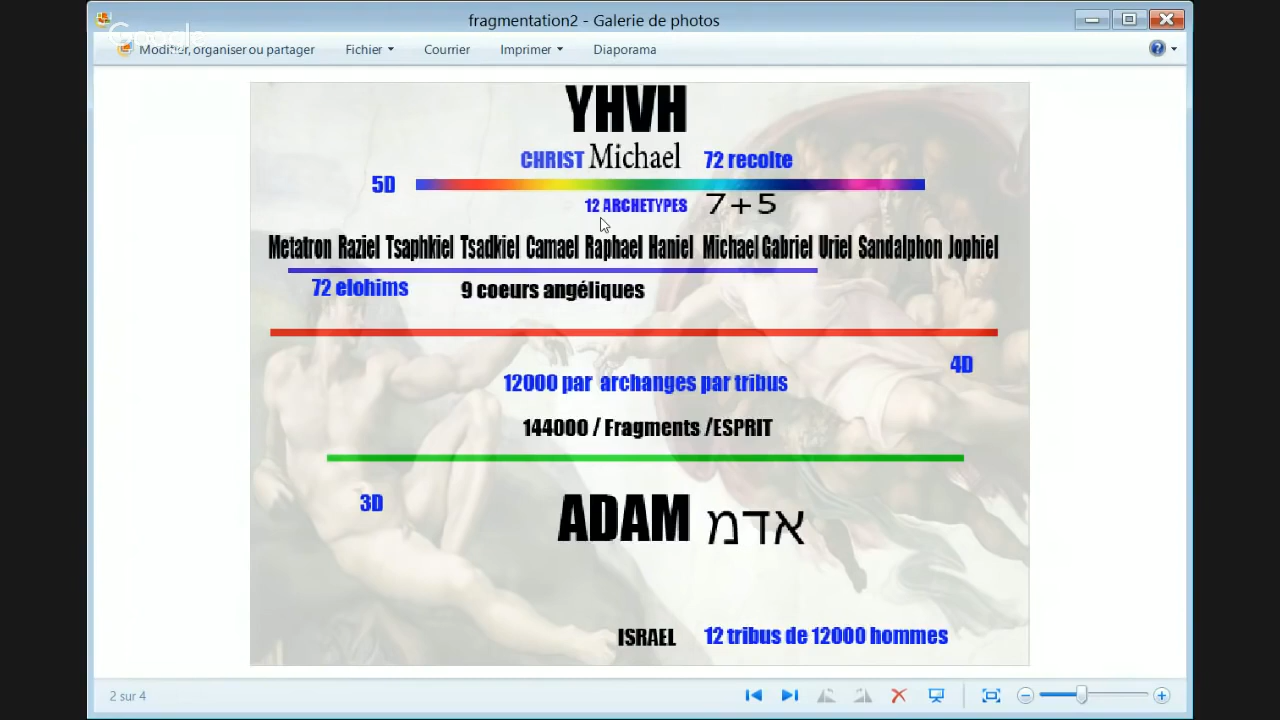 fragmentation2 - Galerie de photos
Google
Modifier, organiser ou partager Fichier Courrier Imprimer Diaporama
YHVH
CHRIST Michael 72 recolte
5D
12 ARCHETYPES 7+5
Metatron Raziel Tsaphkiel Tsadkiel Camael Raphael Haniel Michael Gabriel Uriel Sandalphon Jophiel
72 elohims 9 coeurs angéliques
4D
12000 par archanges par tribus
144000 / Fragments /ESPRIT
3D
ADAM אדמ
ISRAEL 12 tribus de 12000 hommes
2 sur 4